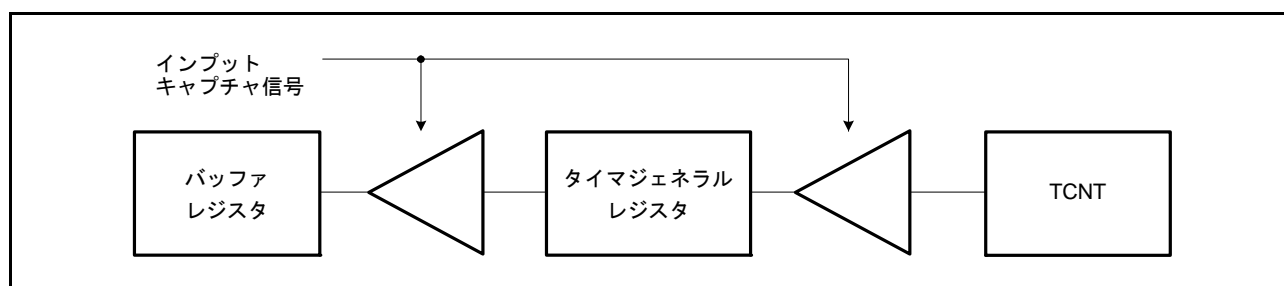 インプット
キャプチャ信号
バッファ
レジスタ
タイマジェネラル
レジスタ
TCNT